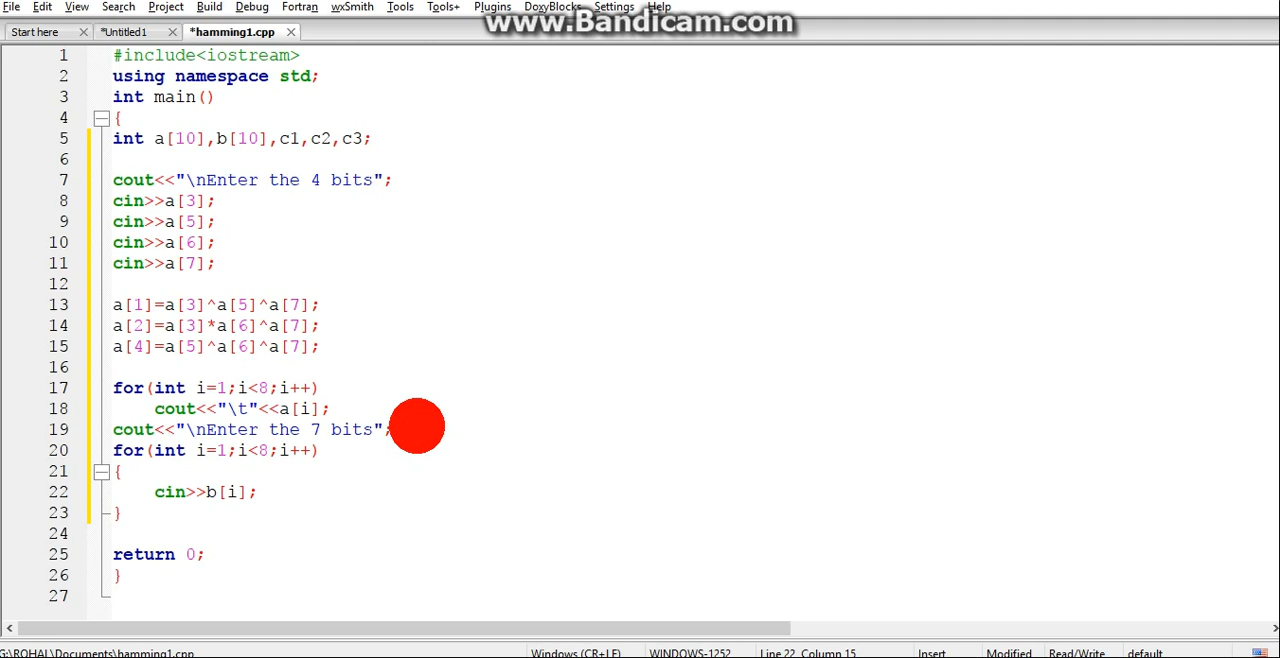 File Edit View Search Project Build Debug Fortran wxSmith Tools Tools+ Plugins DoxyBlocks Settings Help
www.Bandicam.com
Start here *Untitled1 *hamming1.cpp
1 #include<iostream>
2 using namespace std;
3 int main()
4 {
5 int a[10],b[10],c1,c2,c3;
6
7 cout<<"\nEnter the 4 bits";
8 cin>>a[3];
9 cin>>a[5];
10 cin>>a[6];
11 cin>>a[7];
12
13 a[1]=a[3]^a[5]^a[7];
14 a[2]=a[3]*a[6]^a[7];
15 a[4]=a[5]^a[6]^a[7];
16
17 for(int i=1;i<8;i++)
18 cout<<"\t"<<a[i];
19 cout<<"\nEnter the 7 bits";
20 for(int i=1;i<8;i++)
21 {
22 cin>>b[i];
23 }
24
25 return 0;
26 }
27
G:\ROHAL\Documents\hamming1.cpp Windows (CR+LF) WINDOWS-1252 Line 22, Column 15 Insert Modified Read/Write default